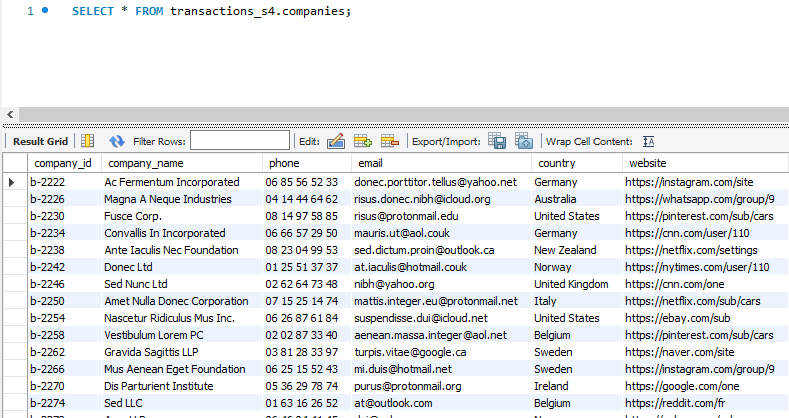 1 SELECT * FROM transactions_s4.companies;
Result Grid Filter Rows: Edit: Export/Import: Wrap Cell Content:
company_id company_name phone email country website
b-2222 Ac Fermentum Incorporated 06 85 56 52 33 donec.porttitor.tellus@yahoo.net Germany https://instagram.com/site
b-2226 Magna A Neque Industries 04 14 44 64 62 risus.donec.nibh@icloud.org Australia https://whatsapp.com/group/9
b-2230 Fusce Corp. 08 14 97 58 85 risus@protonmail.edu United States https://pinterest.com/sub/cars
b-2234 Convallis In Incorporated 06 66 57 29 50 mauris.ut@aol.couk Germany https://cnn.com/user/110
b-2238 Ante Iaculis Nec Foundation 08 23 04 99 53 sed.dictum.proin@outlook.ca New Zealand https://netflix.com/settings
b-2242 Donec Ltd 01 25 51 37 37 at.iaculis@hotmail.couk Norway https://nytimes.com/user/110
b-2246 Sed Nunc Ltd 02 62 64 73 48 nibh@yahoo.org United Kingdom https://cnn.com/one
b-2250 Amet Nulla Donec Corporation 07 15 25 14 74 mattis.integer.eu@protonmail.net Italy https://netflix.com/sub/cars
b-2254 Nascetur Ridiculus Mus Inc. 06 26 87 61 84 suspendisse.dui@icloud.net United States https://ebay.com/sub
b-2258 Vestibulum Lorem PC 02 02 87 33 40 aenean.massa.integer@aol.net Belgium https://pinterest.com/sub/cars
b-2262 Gravida Sagittis LLP 03 81 28 33 97 turpis.vitae@google.ca Sweden https://naver.com/site
b-2266 Mus Aenean Eget Foundation 06 25 15 52 43 mi.duis@hotmail.net Sweden https://instagram.com/group/9
b-2270 Dis Parturient Institute 05 36 29 78 74 purus@protonmail.org Ireland https://google.com/one
b-2274 Sed LLC 01 63 16 26 52 at@outlook.com Belgium https://reddit.com/fr